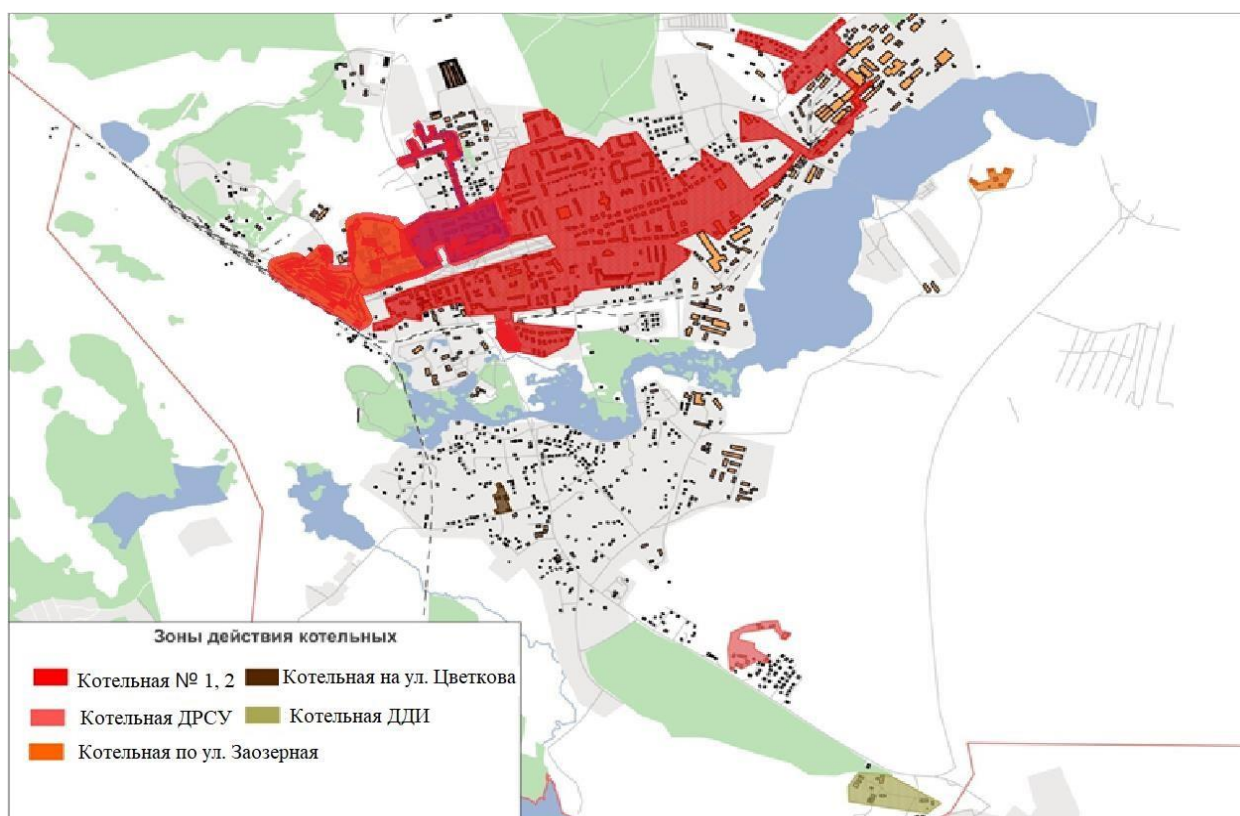 Зоны действия котельных
Котельная № 1, 2
Котельная на ул. Цветкова
Котельная ДРСУ
Котельная ДДИ
Котельная по ул. Заозерная